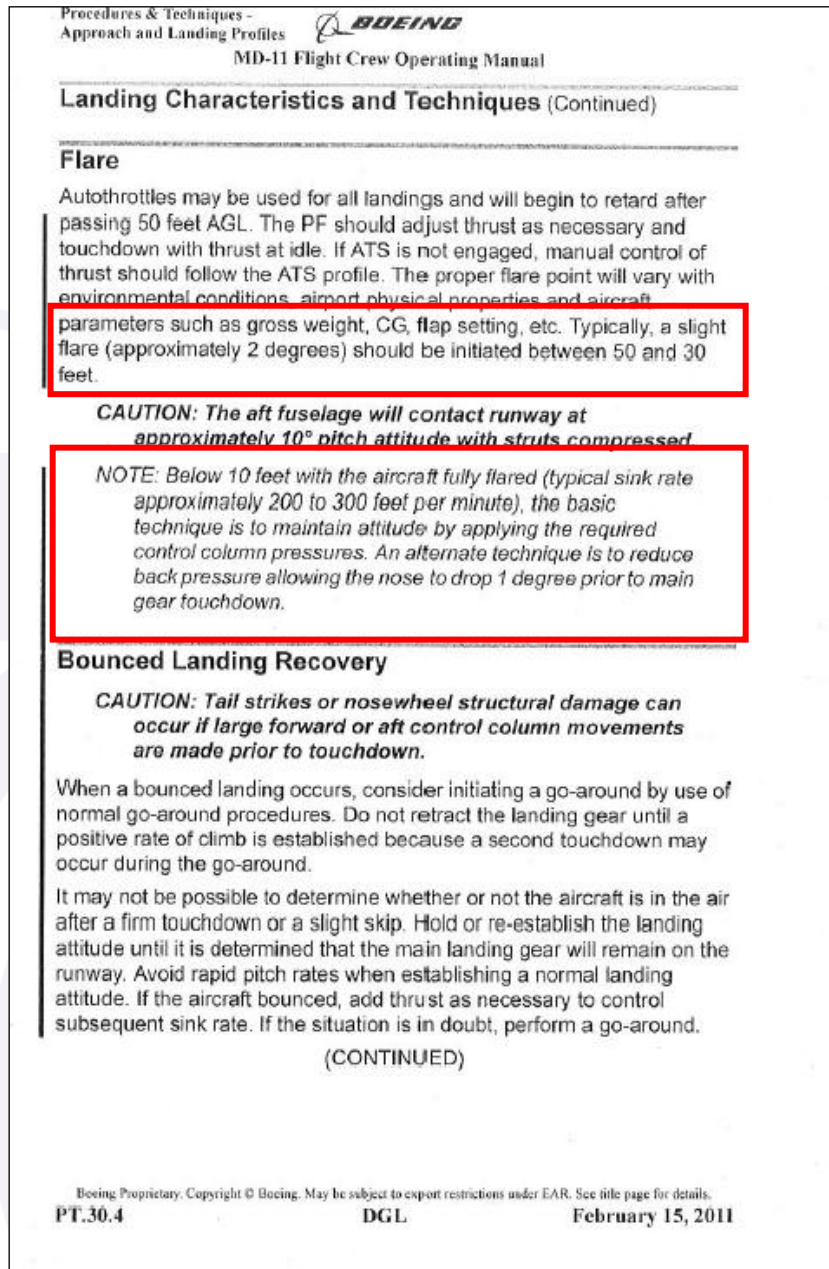 Procedures & Techniques -
Approach and Landing Profiles
BOEING
MD-11 Flight Crew Operating Manual
Landing Characteristics and Techniques (Continued)
Flare
Autothrottles may be used for all landings and will begin to retard after
passing 50 feet AGL. The PF should adjust thrust as necessary and
touchdown with thrust at idle. If ATS is not engaged, manual control of
thrust should follow the ATS profile. The proper flare point will vary with
environmental conditions, airport physical properties and aircraft
parameters such as gross weight, CG, flap setting, etc. Typically, a slight
flare (approximately 2 degrees) should be initiated between 50 and 30
feet.
CAUTION: The aft fuselage will contact runway at
approximately 10° pitch attitude with struts compressed.
NOTE: Below 10 feet with the aircraft fully flared (typical sink rate
approximately 200 to 300 feet per minute), the basic
technique is to maintain attitude by applying the required
control column pressures. An alternate technique is to reduce
back pressure allowing the nose to drop 1 degree prior to main
gear touchdown.
Bounced Landing Recovery
CAUTION: Tail strikes or nosewheel structural damage can
occur if large forward or aft control column movements
are made prior to touchdown.
When a bounced landing occurs, consider initiating a go-around by use of
normal go-around procedures. Do not retract the landing gear until a
positive rate of climb is established because a second touchdown may
occur during the go-around.
It may not be possible to determine whether or not the aircraft is in the air
after a firm touchdown or a slight skip. Hold or re-establish the landing
attitude until it is determined that the main landing gear will remain on the
runway. Avoid rapid pitch rates when establishing a normal landing
attitude. If the aircraft bounced, add thrust as necessary to control
subsequent sink rate. If the situation is in doubt, perform a go-around.
(CONTINUED)
Boeing Proprietary. Copyright © Boeing. May be subject to export restrictions under EAR. See title page for details.
PT.30.4 DGL February 15, 2011